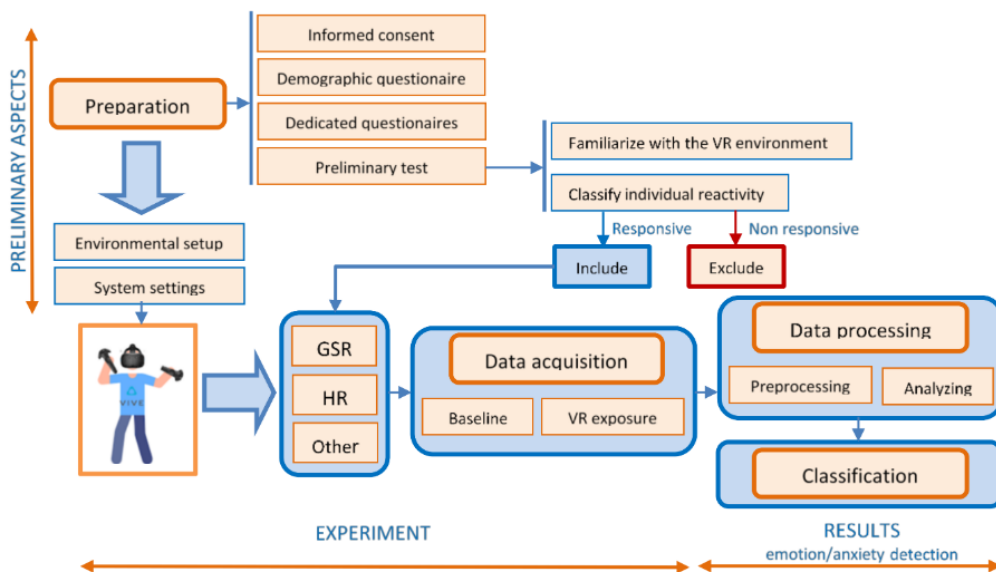 PRELIMINARY ASPECTS
Preparation
Informed consent
Demographic questionaire
Dedicated questionaires
Preliminary test
Familiarize with the VR environment
Classify individual reactivity
Responsive
Non responsive
Include
Exclude
Environmental setup
System settings
VIVE
GSR
HR
Other
Data acquisition
Baseline
VR exposure
Data processing
Preprocessing
Analyzing
Classification
EXPERIMENT
RESULTS
emotion/anxiety detection